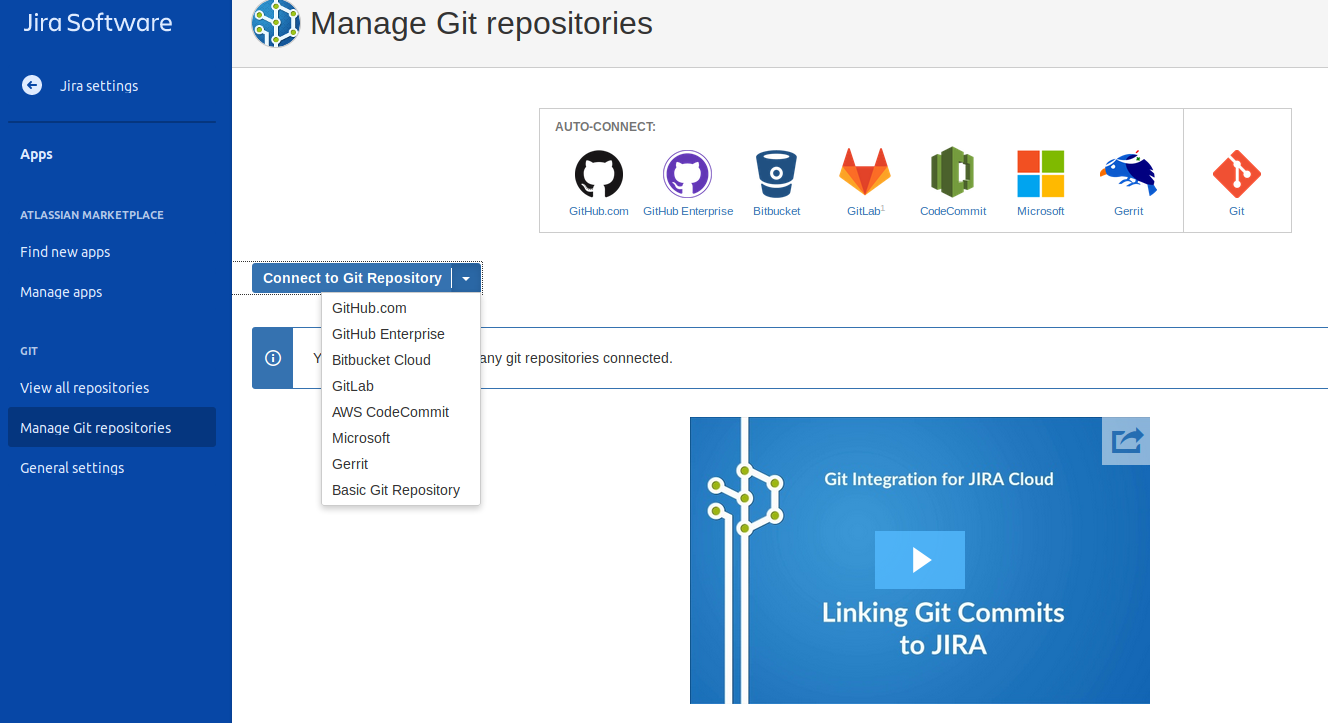 Jira Software
Jira settings
Apps
ATLASSIAN MARKETPLACE
Find new apps
Manage apps
GIT
View all repositories
Manage Git repositories
General settings
Manage Git repositories
AUTO-CONNECT:
GitHub.com
GitHub Enterprise
Bitbucket
GitLab¹
CodeCommit
Microsoft
Gerrit
Git
Connect to Git Repository
GitHub.com
GitHub Enterprise
Bitbucket Cloud
GitLab
AWS CodeCommit
Microsoft
Gerrit
Basic Git Repository
any git repositories connected.
Git Integration for JIRA Cloud
Linking Git Commits
to JIRA